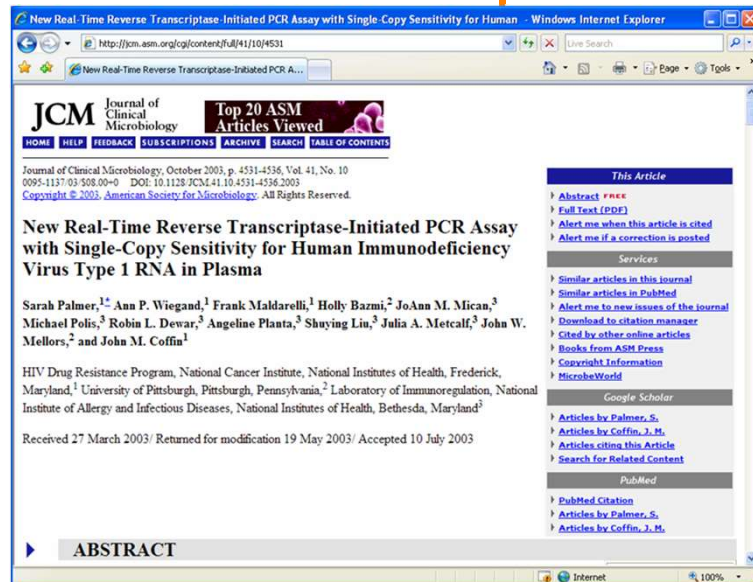 New Real-Time Reverse Transcriptase-Initiated PCR Assay with Single-Copy Sensitivity for Human - Windows Internet Explorer
http://jcm.asm.org/cgi/content/full/41/10/4531
Live Search
New Real-Time Reverse Transcriptase-Initiated PCR A...
Page
Tools
JCM
Journal of
Clinical
Microbiology
Top 20 ASM
Articles Viewed
HOME HELP FEEDBACK SUBSCRIPTIONS ARCHIVE SEARCH TABLE OF CONTENTS
Journal of Clinical Microbiology, October 2003, p. 4531-4536, Vol. 41, No. 10
0095-1137/03/$08.00+0 DOI: 10.1128/JCM.41.10.4531-4536.2003
Copyright © 2003, American Society for Microbiology. All Rights Reserved.
New Real-Time Reverse Transcriptase-Initiated PCR Assay
with Single-Copy Sensitivity for Human Immunodeficiency
Virus Type 1 RNA in Plasma
Sarah Palmer,1* Ann P. Wiegand,1 Frank Maldarelli,1 Holly Bazmi,2 JoAnn M. Mican,3
Michael Polis,3 Robin L. Dewar,3 Angeline Planta,3 Shuying Liu,3 Julia A. Metcalf,3 John W.
Mellors,2 and John M. Coffin1
HIV Drug Resistance Program, National Cancer Institute, National Institutes of Health, Frederick,
Maryland,1 University of Pittsburgh, Pittsburgh, Pennsylvania,2 Laboratory of Immunoregulation, National
Institute of Allergy and Infectious Diseases, National Institutes of Health, Bethesda, Maryland3
Received 27 March 2003/ Returned for modification 19 May 2003/ Accepted 10 July 2003
ABSTRACT
This Article
Abstract FREE
Full Text (PDF)
Alert me when this article is cited
Alert me if a correction is posted
Services
Similar articles in this journal
Similar articles in PubMed
Alert me to new issues of the journal
Download to citation manager
Cited by other online articles
Books from ASM Press
Copyright Information
MicrobeWorld
Google Scholar
Articles by Palmer, S.
Articles by Coffin, J. M.
Articles citing this Article
Search for Related Content
PubMed
PubMed Citation
Articles by Palmer, S.
Articles by Coffin, J. M.
Internet
100%